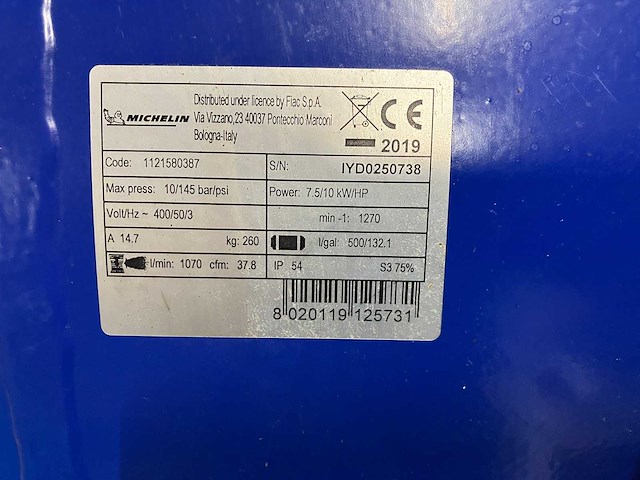 MICHELIN
Distributed under licence by Fiac S.p.A.
Via Vizzano,23 40037 Pontecchio Marconi
Bologna-Italy
CE
2019
Code: 1121580387
S/N: IYD0250738
Max press: 10/145 bar/psi
Power: 7.5/10 kW/HP
Volt/Hz ~ 400/50/3
min -1: 1270
A 14.7 kg: 260
l/gal: 500/132.1
l/min: 1070 cfm: 37.8
IP 54 S3 75%
8 020119 125731